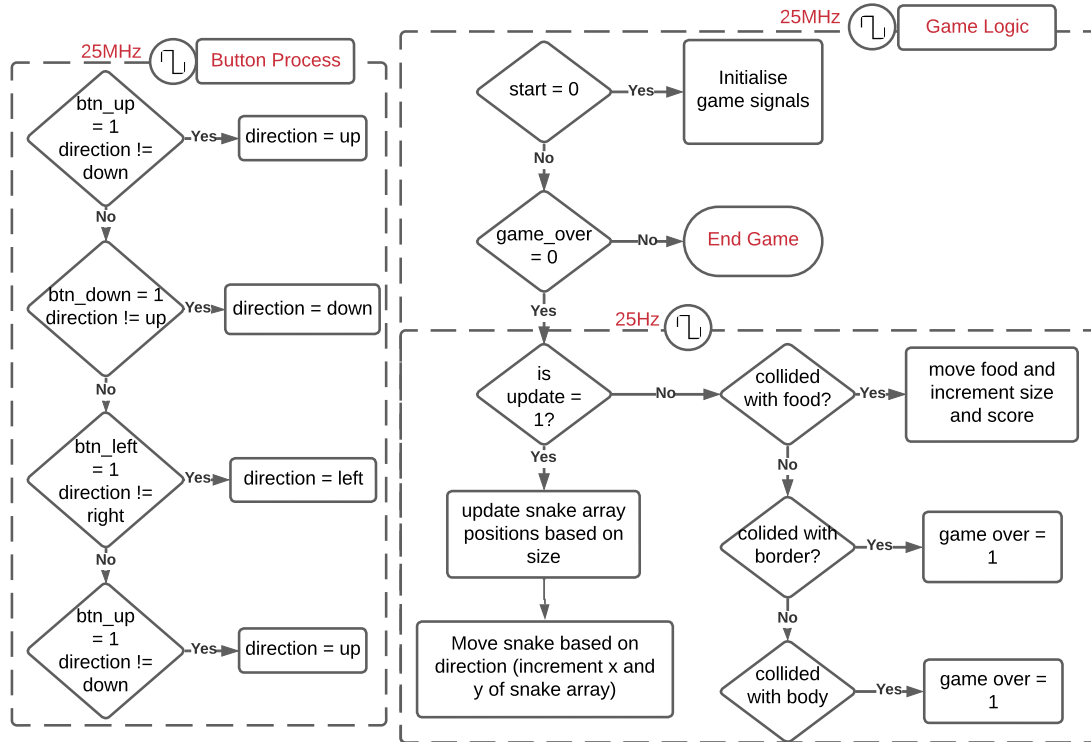 25MHz
Button Process
btn_up
= 1
direction !=
down
Yes
direction = up
No
btn_down = 1
direction != up
Yes
direction = down
No
btn_left
= 1
direction !=
right
Yes
direction = left
No
btn_up
= 1
direction !=
down
Yes
direction = up
25MHz
Game Logic
start = 0
Yes
Initialise
game signals
No
game_over
= 0
No
End Game
Yes
25Hz
is
update =
1?
No
collided
with food?
Yes
move food and
increment size
and score
Yes
update snake array
positions based on
size
Move snake based on
direction (increment x and
y of snake array)
No
colided with
border?
Yes
game over =
1
No
collided
with body
Yes
game over =
1